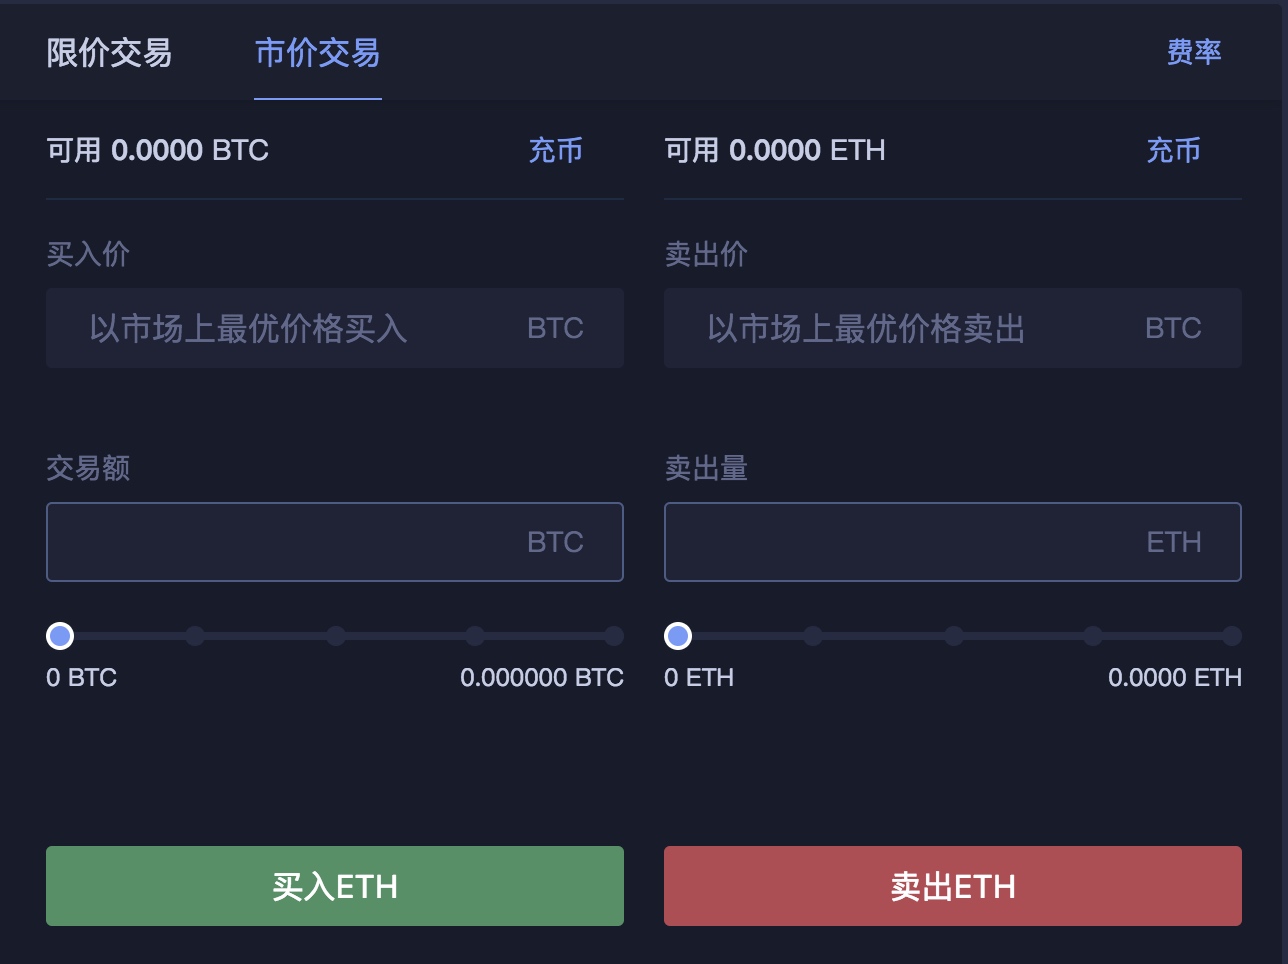 限价交易 市价交易 费率
可用 0.0000 BTC 充币
可用 0.0000 ETH 充币
买入价
以市场上最优价格买入 BTC
卖出价
以市场上最优价格卖出 BTC
交易额
BTC
卖出量
ETH
0 BTC 0.000000 BTC
0 ETH 0.0000 ETH
买入ETH
卖出ETH